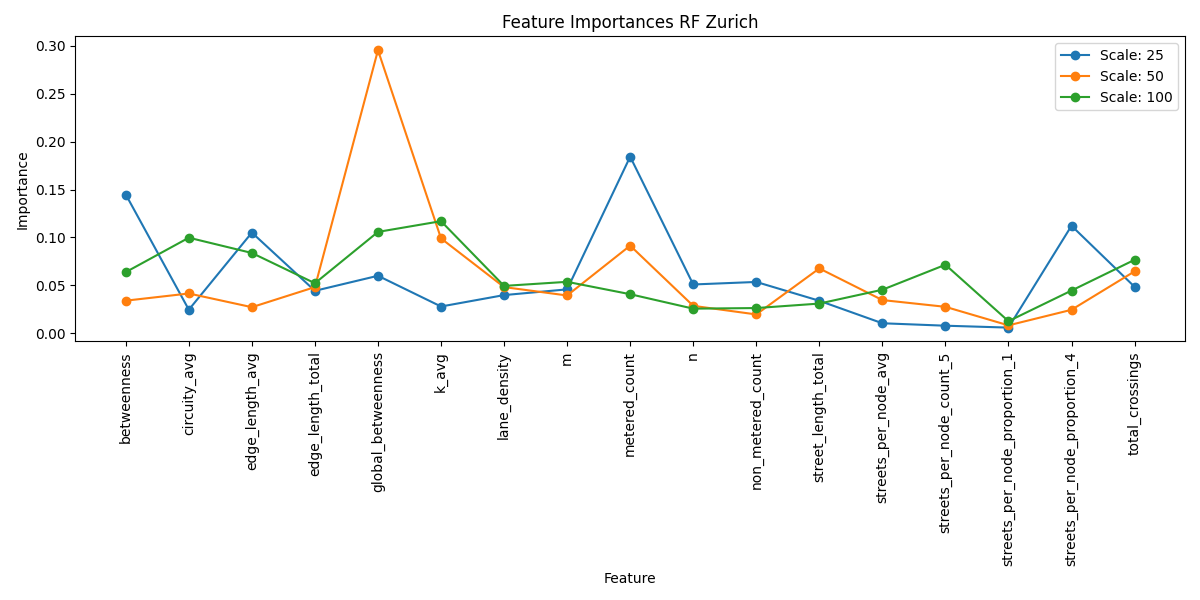 Feature Importances RF Zurich
Scale: 25
Scale: 50
Scale: 100
Importance
0.30
0.25
0.20
0.15
0.10
0.05
0.00
betweenness
circuity_avg
edge_length_avg
edge_length_total
global_betweenness
k_avg
lane_density
m
metered_count
n
non_metered_count
street_length_total
streets_per_node_avg
streets_per_node_count_5
streets_per_node_proportion_1
streets_per_node_proportion_4
total_crossings
Feature